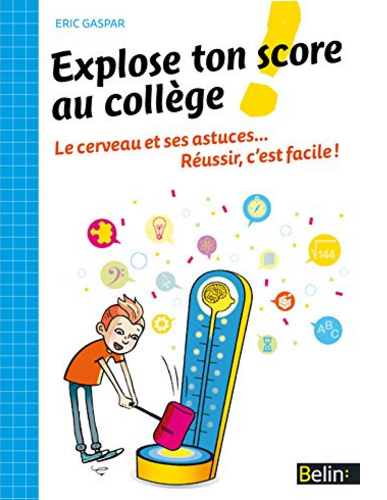 ERIC GASPAR
Explose ton score
au collège !
Le cerveau et ses astuces...
Réussir, c'est facile !
√144
ABC
Belin: